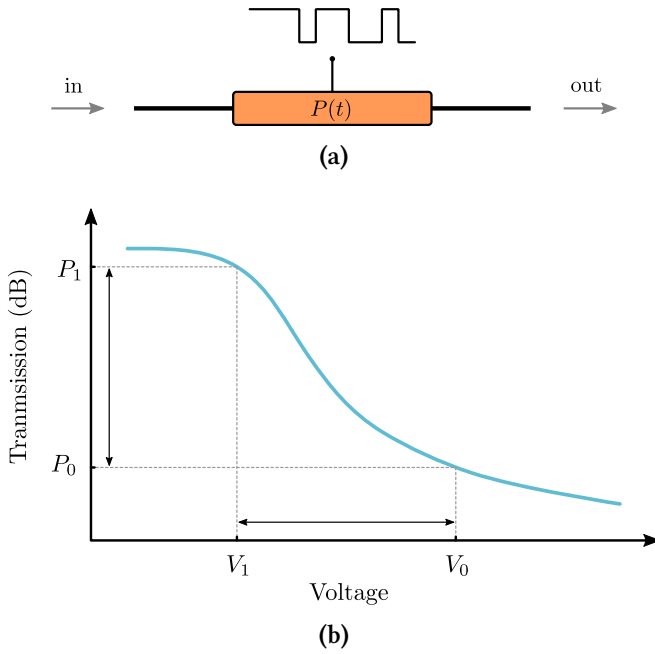 in
out
P(t)
(a)
P₁
Tranmsission (dB)
P₀
V₁
V₀
Voltage
(b)